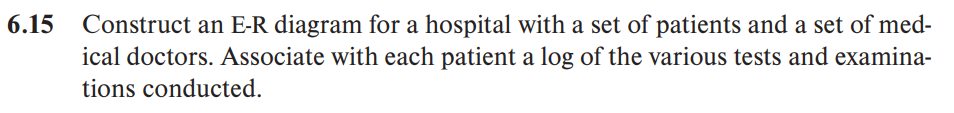 6.15 Construct an E-R diagram for a hospital with a set of patients and a set of med-
ical doctors. Associate with each patient a log of the various tests and examina-
tions conducted.